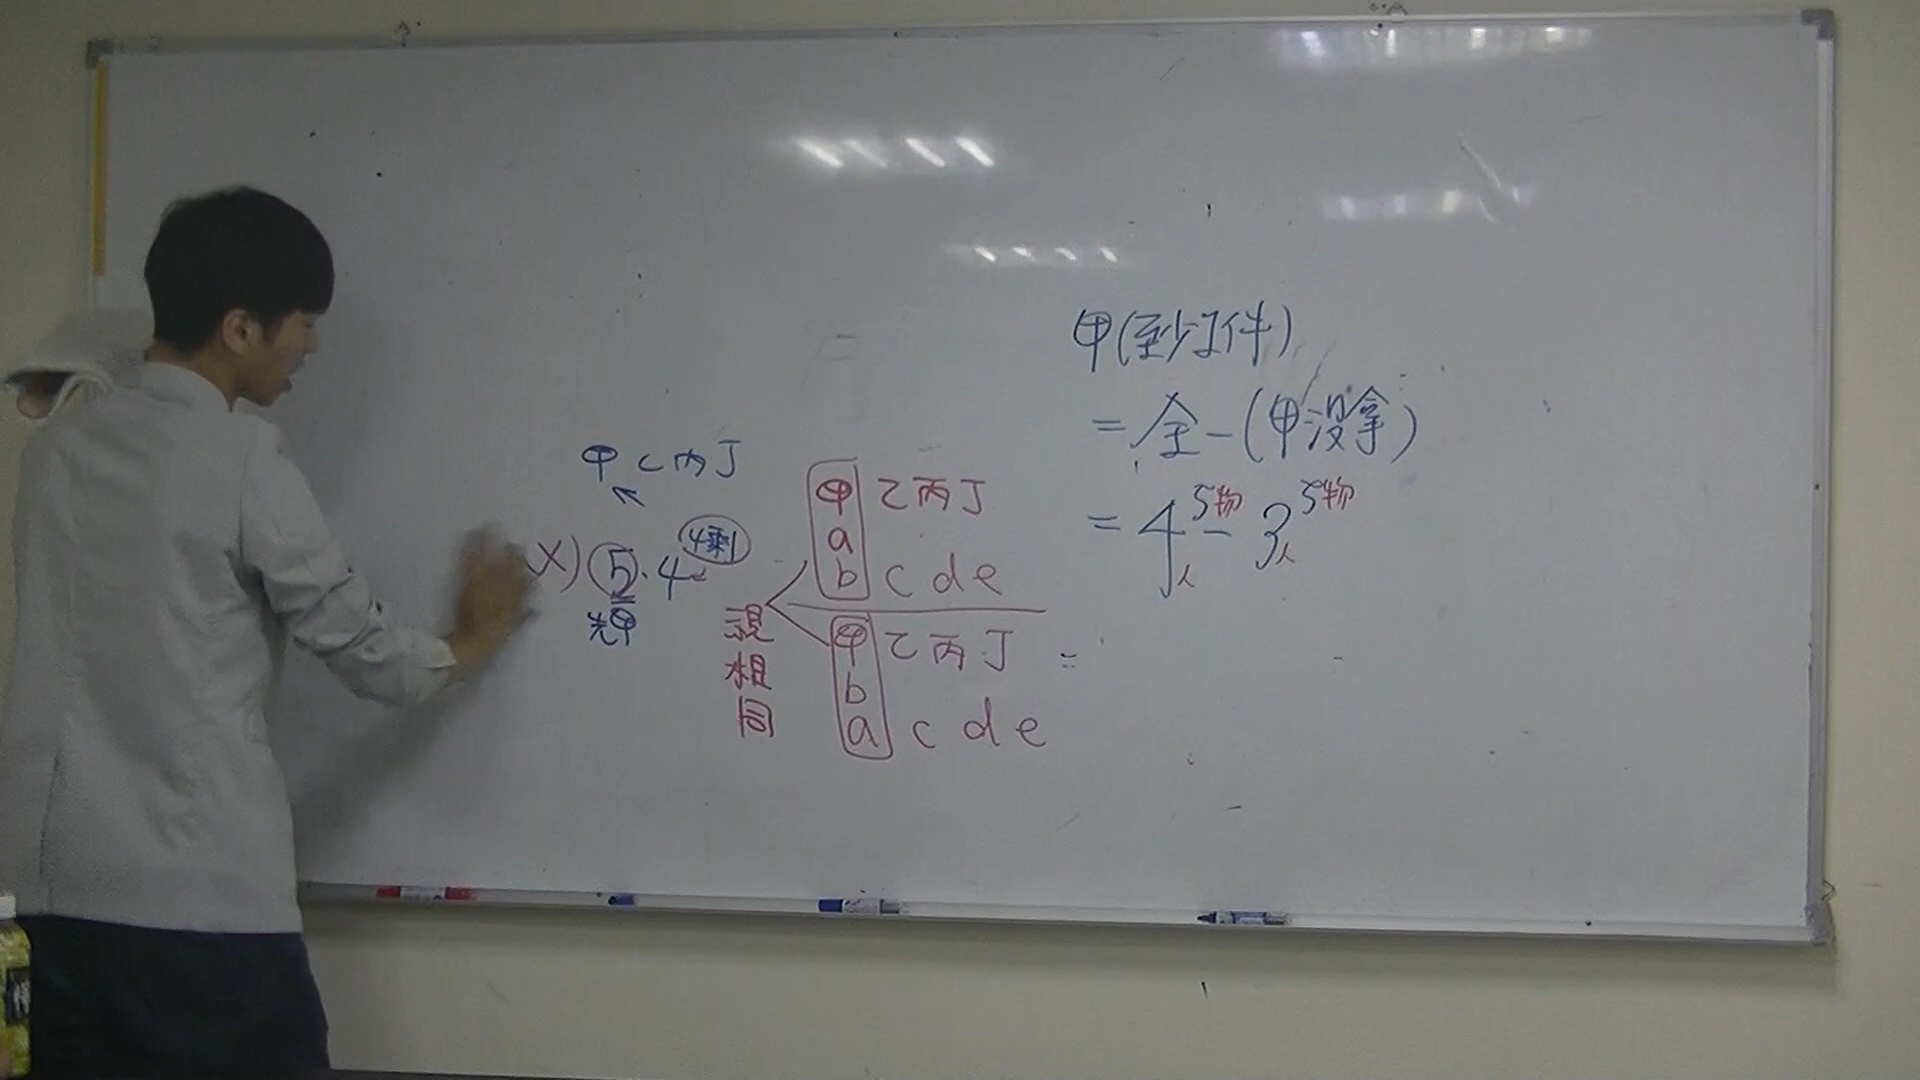 甲乙丙丁
X) 5·4 4剩
先甲
視相同
甲乙丙丁
a
b c d e
甲乙丙丁
b
a c d e
甲(至少1件)
=全-(甲沒拿)
=4人^5物-3人^5物
=